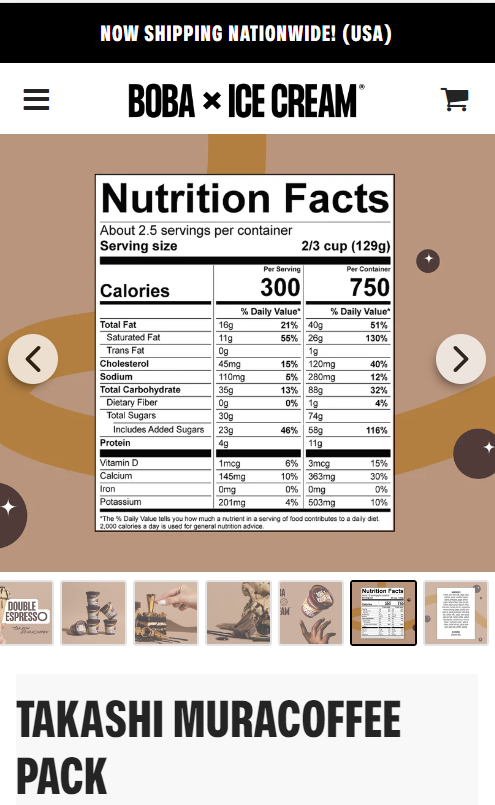 NOW SHIPPING NATIONWIDE! (USA)
BOBA × ICE CREAM®
Nutrition Facts
About 2.5 servings per container
Serving size 2/3 cup (129g)
Per Serving Per Container
Calories 300 750
% Daily Value* % Daily Value*
Total Fat 16g 21% 40g 51%
Saturated Fat 11g 55% 26g 130%
Trans Fat 0g 1g
Cholesterol 45mg 15% 120mg 40%
Sodium 110mg 5% 280mg 12%
Total Carbohydrate 35g 13% 88g 32%
Dietary Fiber 0g 0% 1g 4%
Total Sugars 30g 74g
Includes Added Sugars 23g 46% 58g 116%
Protein 4g 11g
Vitamin D 1mcg 6% 3mcg 15%
Calcium 145mg 10% 363mg 30%
Iron 0mg 0% 0mg 0%
Potassium 201mg 4% 503mg 10%
*The % Daily Value tells you how much a nutrient in a serving of food contributes to a daily diet.
2,000 calories a day is used for general nutrition advice.
DOUBLE
ESPRESSO
Nutrition Facts
TAKASHI MURACOFFEE
PACK